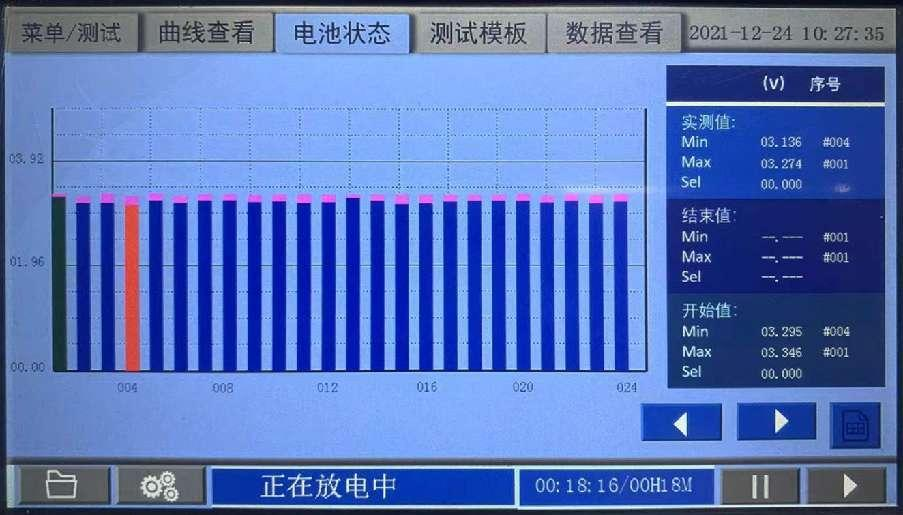 菜单/测试 曲线查看 电池状态 测试模板 数据查看 2021-12-24 10:27:35
(V) 序号
实测值:
Min 03.136 #004
Max 03.274 #001
Sel 00.000
结束值:
Min --.--- #001
Max --.--- #001
Sel --.---
开始值:
Min 03.295 #004
Max 03.346 #001
Sel 00.000
03.92
01.96
00.00
004 008 012 016 020 024
正在放电中 00:18:16/00H18M